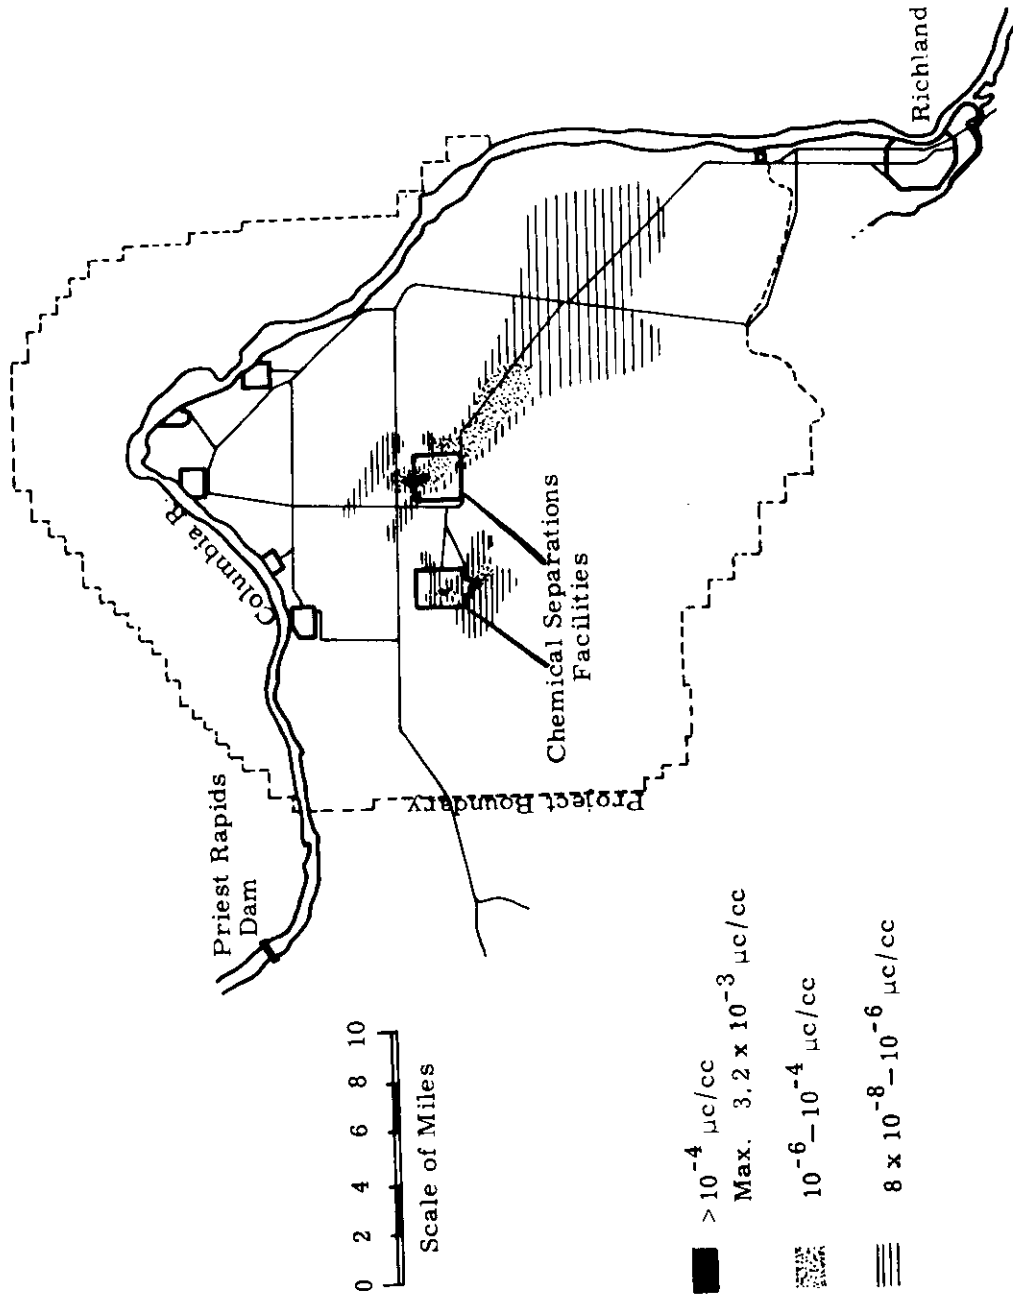 Priest Rapids
Dam
Columbia R.
Project Boundary
Chemical Separations
Facilities
Richland
0 2 4 6 8 10
Scale of Miles
> 10⁻⁴ μc/cc
Max. 3.2 x 10⁻³ μc/cc
10⁻⁶—10⁻⁴ μc/cc
8 x 10⁻⁸—10⁻⁶ μc/cc